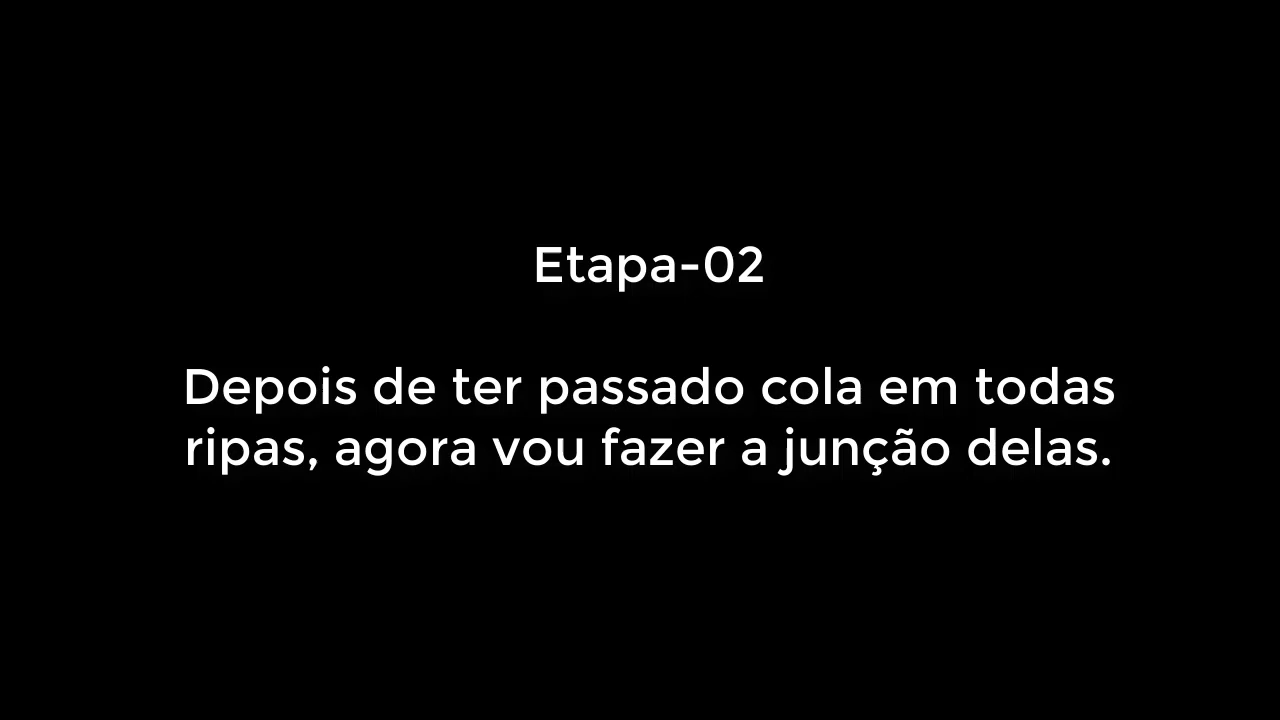 Etapa-02
Depois de ter passado cola em todas
ripas, agora vou fazer a junção delas.